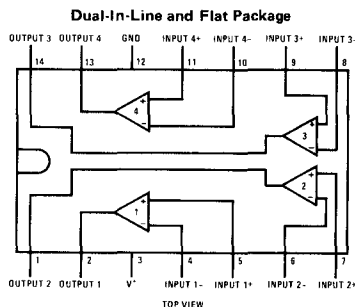 Dual-In-Line and Flat Package
OUTPUT 3 OUTPUT 4 GND INPUT 4+ INPUT 4- INPUT 3+ INPUT 3-
14 13 12 11 10 9 8
+ - 4
+ - 3
+ - 2
+ - 1
1 2 3 4 5 6 7
OUTPUT 2 OUTPUT 1 V+ INPUT 1- INPUT 1+ INPUT 2- INPUT 2+
TOP VIEW